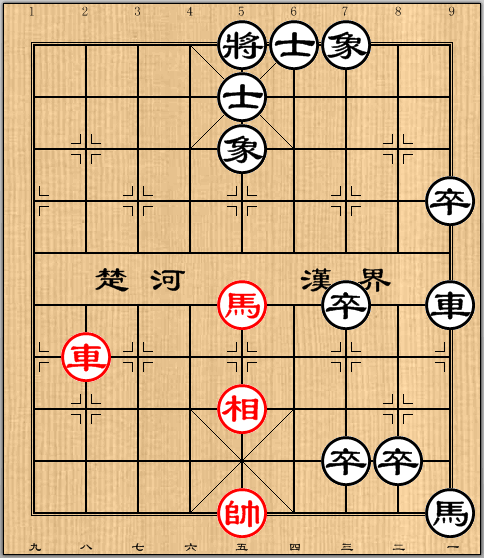 1 2 3 4 5 6 7 8 9
將 士 象
士
象
卒
楚河 漢界
馬 卒 車
車
相
卒 卒
帥 馬
九 八 七 六 五 四 三 二 一